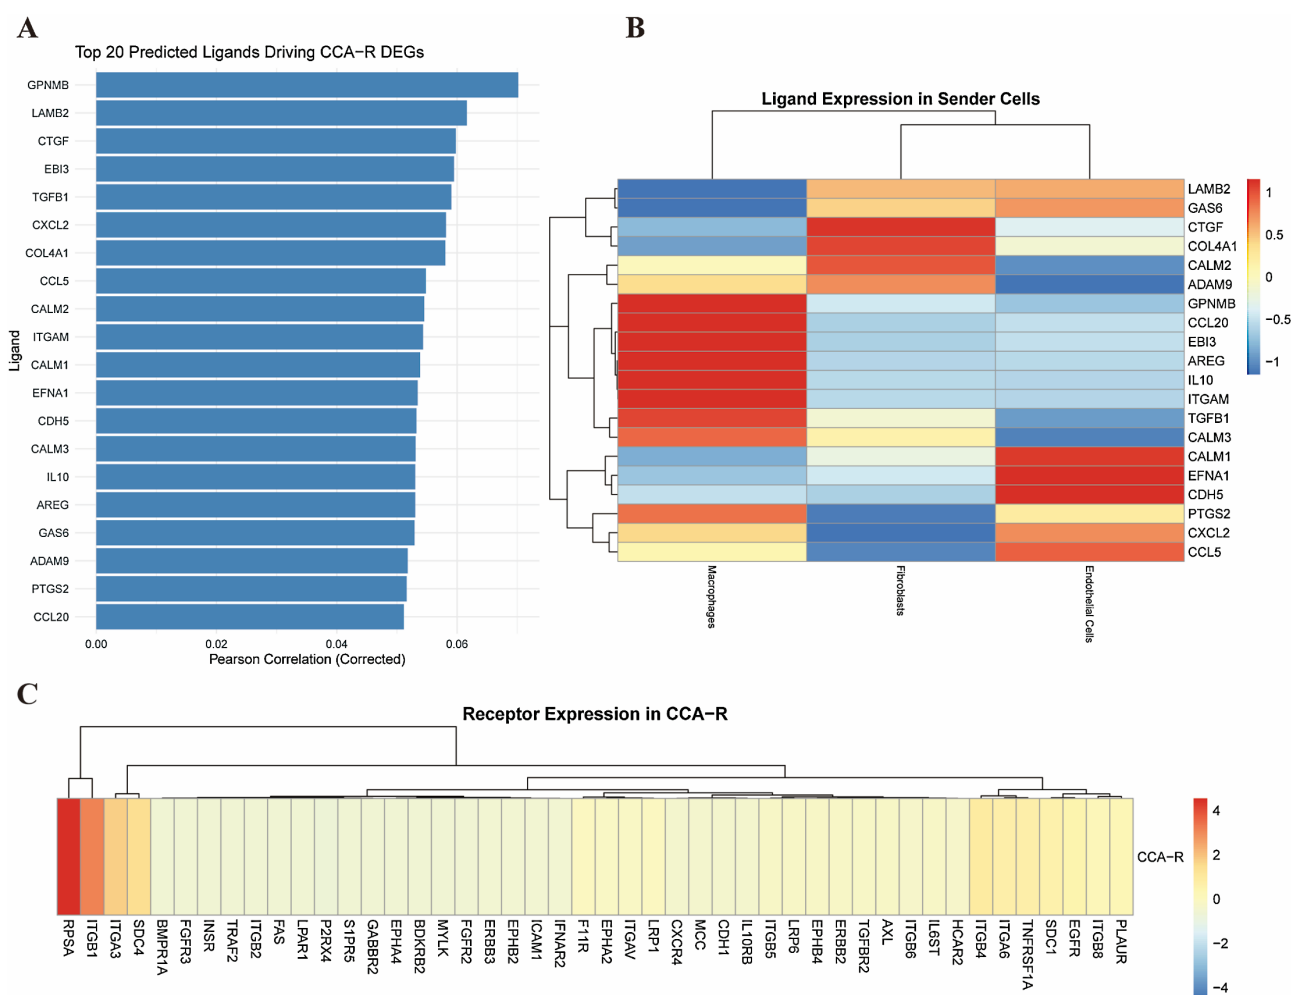 A
Top 20 Predicted Ligands Driving CCA−R DEGs
Ligand
GPNMB
LAMB2
CTGF
EBI3
TGFB1
CXCL2
COL4A1
CCL5
CALM2
ITGAM
CALM1
EFNA1
CDH5
CALM3
IL10
AREG
GAS6
ADAM9
PTGS2
CCL20
0.00 0.02 0.04 0.06
Pearson Correlation (Corrected)
B
Ligand Expression in Sender Cells
LAMB2
GAS6
CTGF
COL4A1
CALM2
ADAM9
GPNMB
CCL20
EBI3
AREG
IL10
ITGAM
TGFB1
CALM3
CALM1
EFNA1
CDH5
PTGS2
CXCL2
CCL5
Macrophages
Fibroblasts
Endothelial Cells
1
0.5
0
−0.5
−1
C
Receptor Expression in CCA−R
CCA−R
RPSA
ITGB1
ITGA3
SDC4
BMPR1A
FGFR3
INSR
TRAF2
ITGB2
FAS
LPAR1
P2RX4
S1PR5
GABBR2
EPHA4
BDKRB2
MYLK
FGFR2
ERBB3
EPHB2
ICAM1
IFNAR2
F11R
EPHA2
ITGAV
LRP1
CXCR4
MCC
CDH1
IL10RB
ITGB5
LRP6
EPHB4
ERBB2
TGFBR2
AXL
ITGB6
IL6ST
HCAR2
ITGB4
ITGA6
TNFRSF1A
SDC1
EGFR
ITGB8
PLAUR
4
2
0
−2
−4